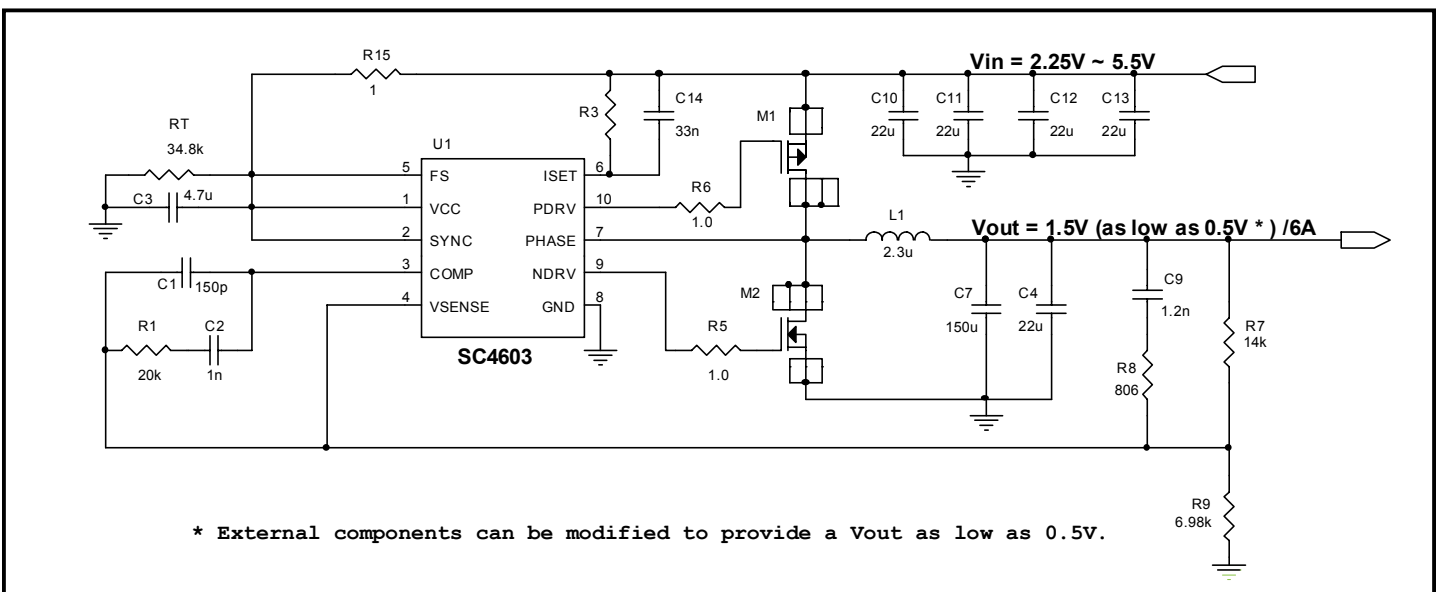 R15
1
Vin = 2.25V ~ 5.5V
RT
34.8k
C3
4.7u
R3
C14
33n
M1
C10
22u
C11
22u
C12
22u
C13
22u
U1
5 FS
1 VCC
2 SYNC
3 COMP
4 VSENSE
ISET 6
PDRV 10
PHASE 7
NDRV 9
GND 8
SC4603
R6
1.0
L1
2.3u
Vout = 1.5V (as low as 0.5V * ) /6A
C1
150p
R1
20k
C2
1n
M2
R5
1.0
C7
150u
C4
22u
C9
1.2n
R8
806
R7
14k
R9
6.98k
* External components can be modified to provide a Vout as low as 0.5V.